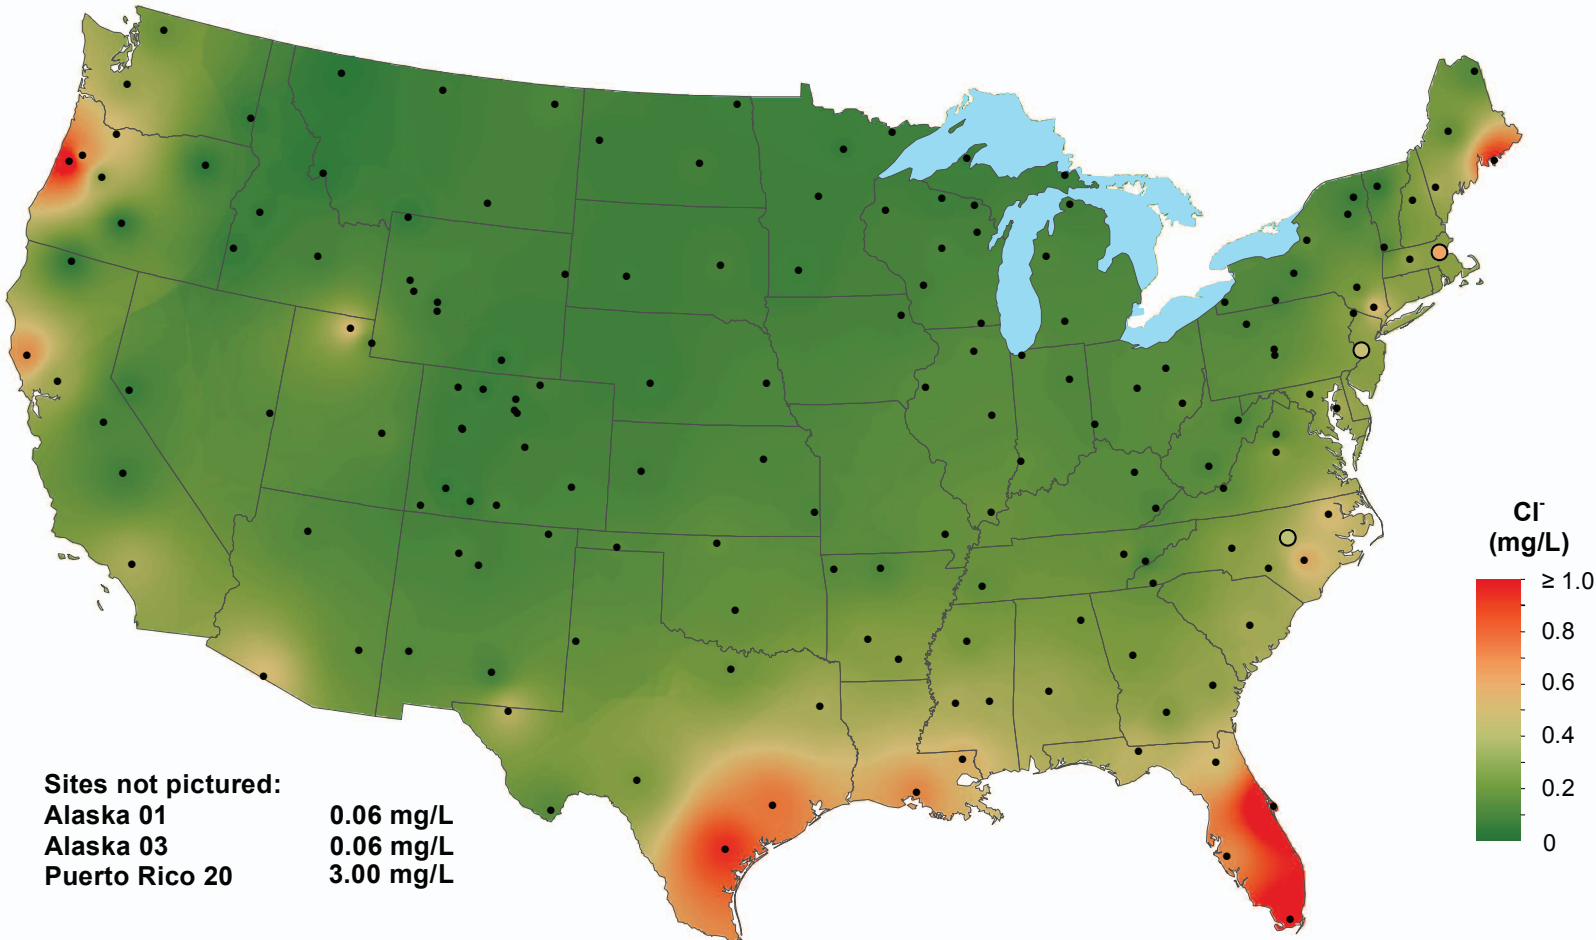 Cl-
(mg/L)
≥ 1.0
0.8
0.6
0.4
0.2
0
Sites not pictured:
Alaska 01 0.06 mg/L
Alaska 03 0.06 mg/L
Puerto Rico 20 3.00 mg/L